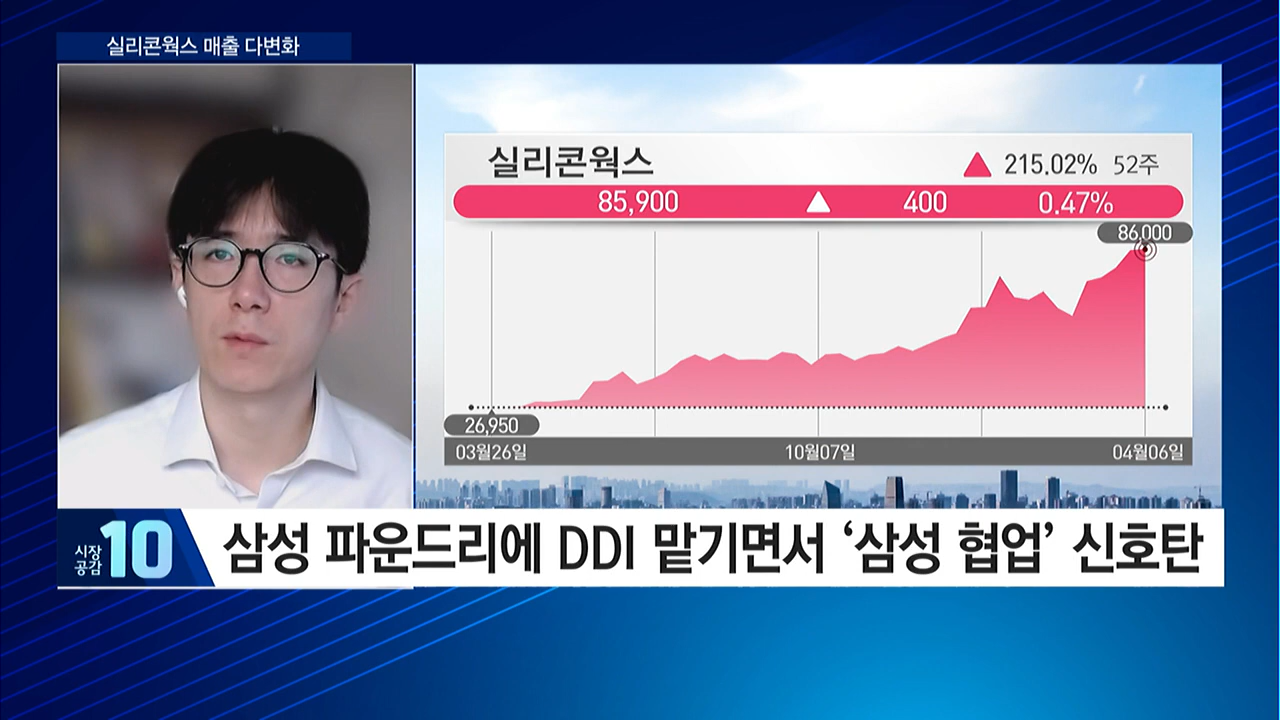 실리콘웍스 매출 다변화
실리콘웍스
▲ 215.02% 52주
85,900 ▲ 400 0.47%
86,000
26,950
03월26일 10월07일 04월06일
시장공감 10
삼성 파운드리에 DDI 맡기면서 ‘삼성 협업’ 신호탄